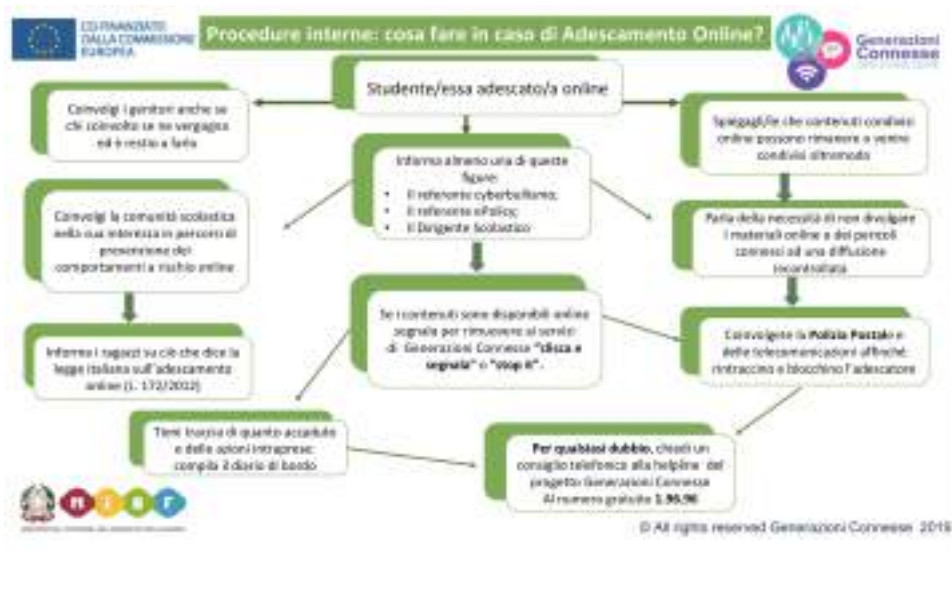 CO-FINANZIATO
DALLA COMMISSIONE
EUROPEA
Procedure interne: cosa fare in caso di Adescamento Online?
Generazioni
Connesse
Studente/essa adescato/a online
Coinvolgi i genitori anche se
chi coinvolto se ne vergogna
ed è restio a farlo
Spiegagli/le che contenuti condivisi
online possono rimanere o venire
condivisi oltremodo
Informa almeno una di queste
figure:
• Il referente cyberbullismo;
• Il referente ePolicy;
• Il Dirigente Scolastico
Coinvolgi la comunità scolastica
nella sua interezza in percorsi di
prevenzione dei
comportamenti a rischio online
Parla della necessità di non divulgare
i materiali online e dei pericoli
connessi ad una diffusione
incontrollata
Se i contenuti sono disponibili online
segnala per rimuovere ai servizi
di Generazioni Connesse "clicca e
segnala" o "stop it".
Informa i ragazzi su ciò che dice la
legge italiana sull'adescamento
online (L. 172/2012)
Coinvolgete la Polizia Postale e
delle telecomunicazioni affinché
rintraccino e blocchino l'adescatore
Tieni traccia di quanto accaduto
e delle azioni intraprese:
compila il diario di bordo
Per qualsiasi dubbio, chiedi un
consiglio telefonico alla helpline del
progetto Generazioni Connesse
Al numero gratuito 1.96.96
© All rights reserved Generazioni Connesse 2019